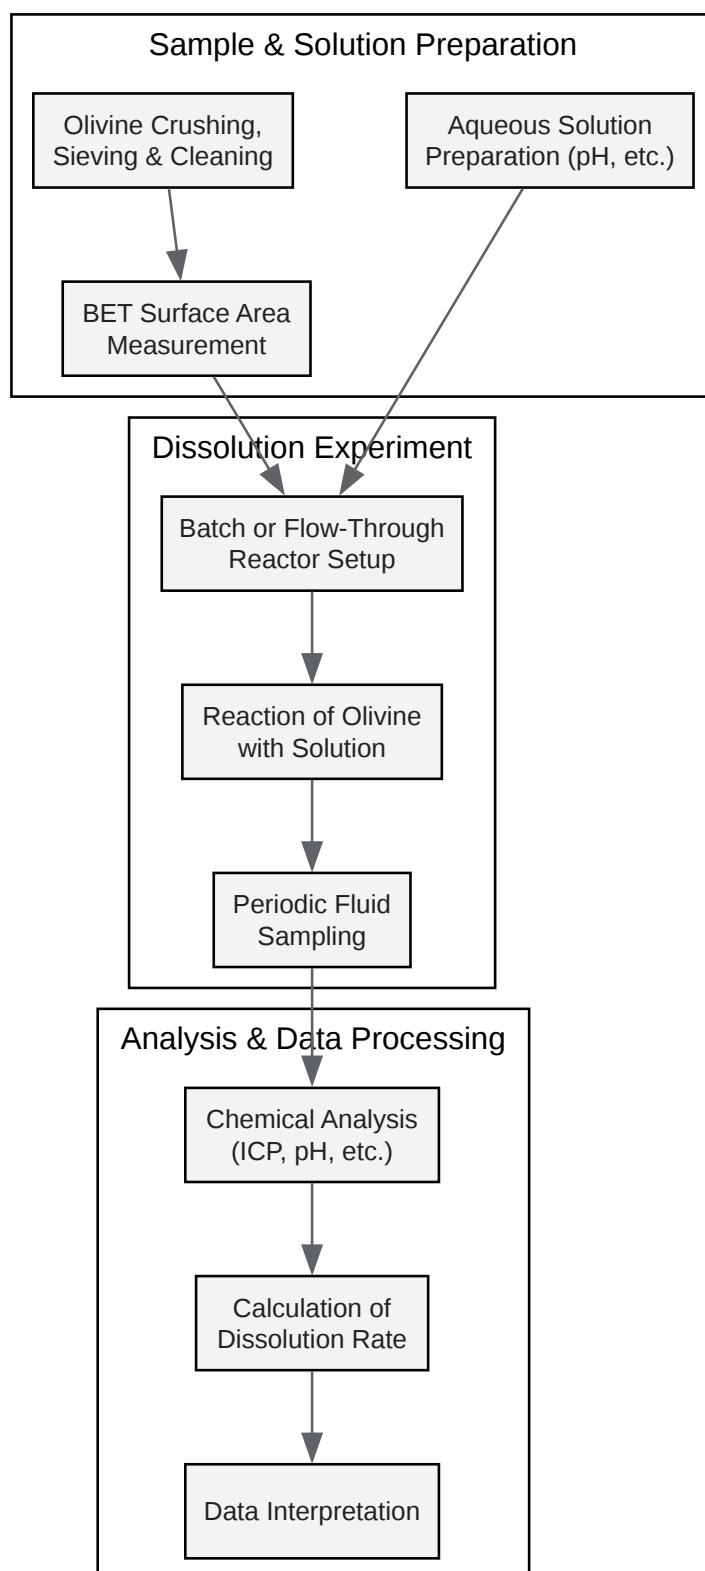 Sample & Solution Preparation
Olivine Crushing,
Sieving & Cleaning
Aqueous Solution
Preparation (pH, etc.)
BET Surface Area
Measurement
Dissolution Experiment
Batch or Flow-Through
Reactor Setup
Reaction of Olivine
with Solution
Periodic Fluid
Sampling
Analysis & Data Processing
Chemical Analysis
(ICP, pH, etc.)
Calculation of
Dissolution Rate
Data Interpretation